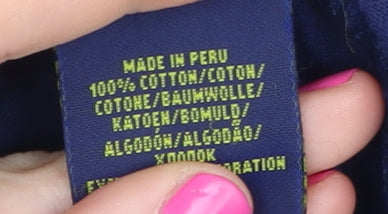 MADE IN PERU
100% COTTON/COTON/
COTONE/BAUMWOLLE/
KATOEN/BOMULD/
ALGODÓN/ALGODÃO/
ХЛОПОК